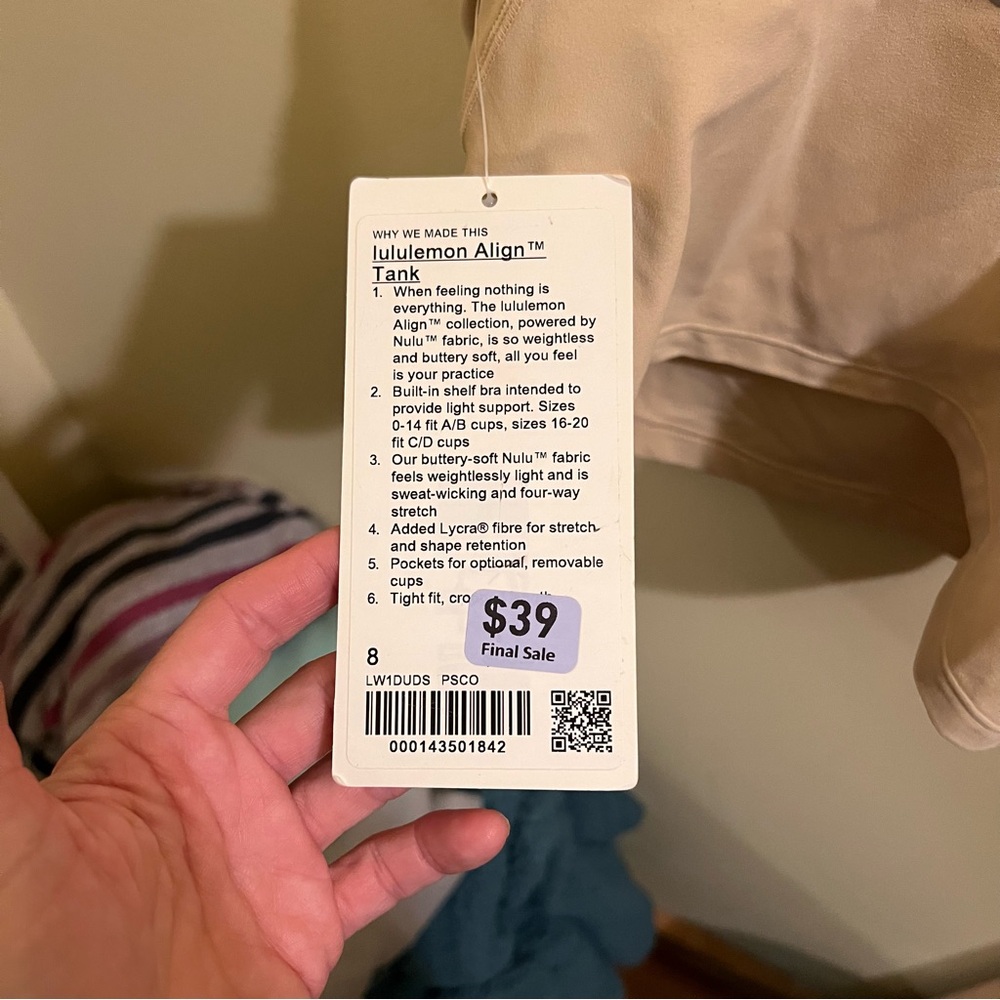 WHY WE MADE THIS
lululemon Align™
Tank
1. When feeling nothing is
everything. The lululemon
Align™ collection, powered by
Nulu™ fabric, is so weightless
and buttery soft, all you feel
is your practice
2. Built-in shelf bra intended to
provide light support. Sizes
0-14 fit A/B cups, sizes 16-20
fit C/D cups
3. Our buttery-soft Nulu™ fabric
feels weightlessly light and is
sweat-wicking and four-way
stretch
4. Added Lycra® fibre for stretch
and shape retention
5. Pockets for optional, removable
cups
6. Tight fit,
$39
Final Sale
8
LW1DUDS PSCO
000143501842